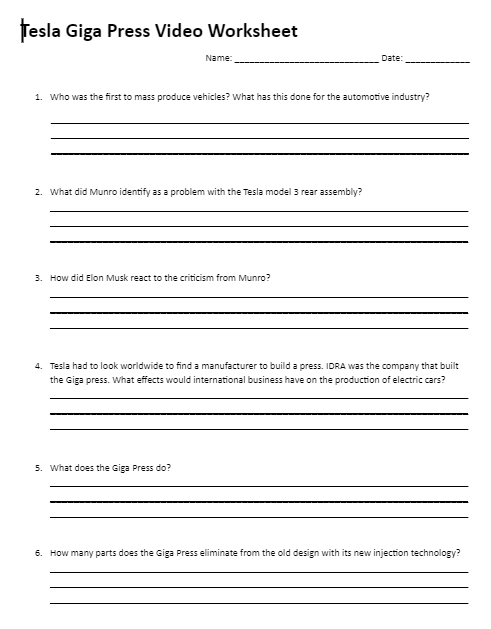 Tesla Giga Press Video Worksheet
Name: ______________________________ Date: _____________
1. Who was the first to mass produce vehicles? What has this done for the automotive industry?
2. What did Munro identify as a problem with the Tesla model 3 rear assembly?
3. How did Elon Musk react to the criticism from Munro?
4. Tesla had to look worldwide to find a manufacturer to build a press. IDRA was the company that built
the Giga press. What effects would international business have on the production of electric cars?
5. What does the Giga Press do?
6. How many parts does the Giga Press eliminate from the old design with its new injection technology?